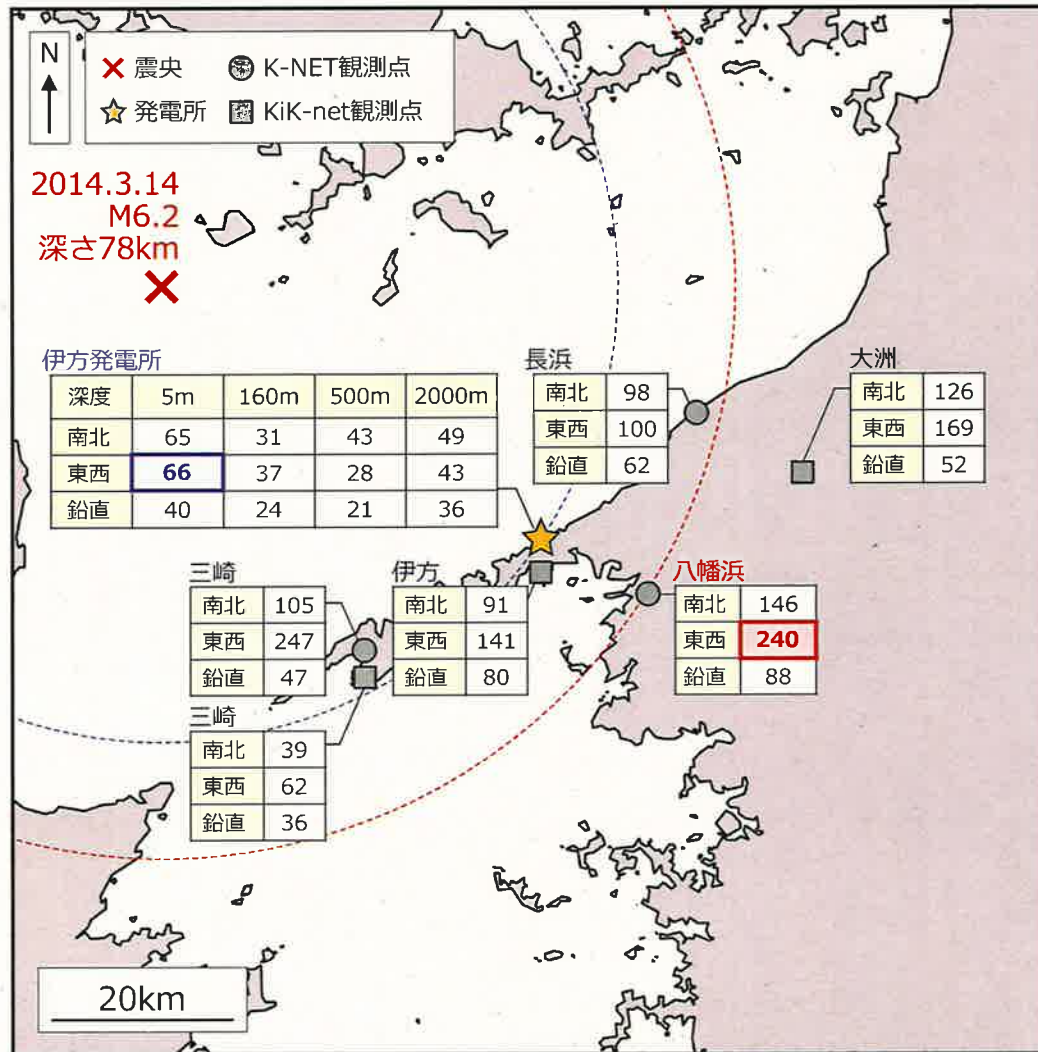 N
震央
K-NET観測点
発電所
KiK-net観測点
2014.3.14
M6.2
深さ78km
伊方発電所
深度 5m 160m 500m 2000m
南北 65 31 43 49
東西 66 37 28 43
鉛直 40 24 21 36
長浜
南北 98
東西 100
鉛直 62
大洲
南北 126
東西 169
鉛直 52
三崎
南北 105
東西 247
鉛直 47
伊方
南北 91
東西 141
鉛直 80
八幡浜
南北 146
東西 240
鉛直 88
三崎
南北 39
東西 62
鉛直 36
20km